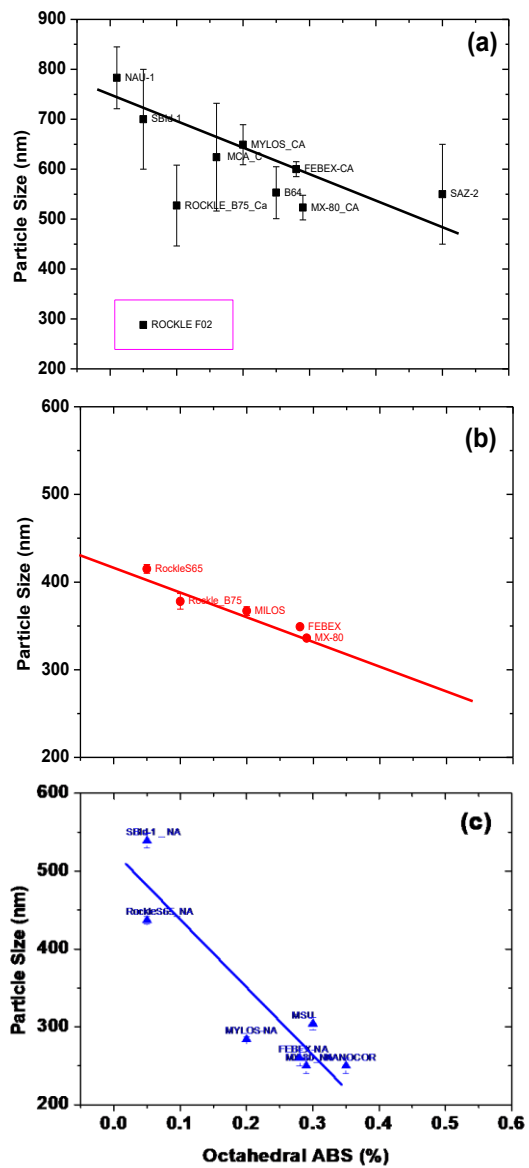 900
(a)
800
NAU-1
700
SBld-1
MYLOS_CA
MCA_C
FEBEX-CA
600
B64
SAZ-2
ROCKLE_B75_Ca
MX-80_CA
500
400
300
ROCKLE F02
200
Particle Size (nm)
600
(b)
500
RockleS65
400
Rockle_B75
MILOS
FEBEX
MX-80
300
200
Particle Size (nm)
600
(c)
SBld-1_NA
500
RockleS65_NA
400
MSU
300
MYLOS-NA
FEBEX-NA
NANOCOR
200
Particle Size (nm)
0.0 0.1 0.2 0.3 0.4 0.5 0.6
Octahedral ABS (%)